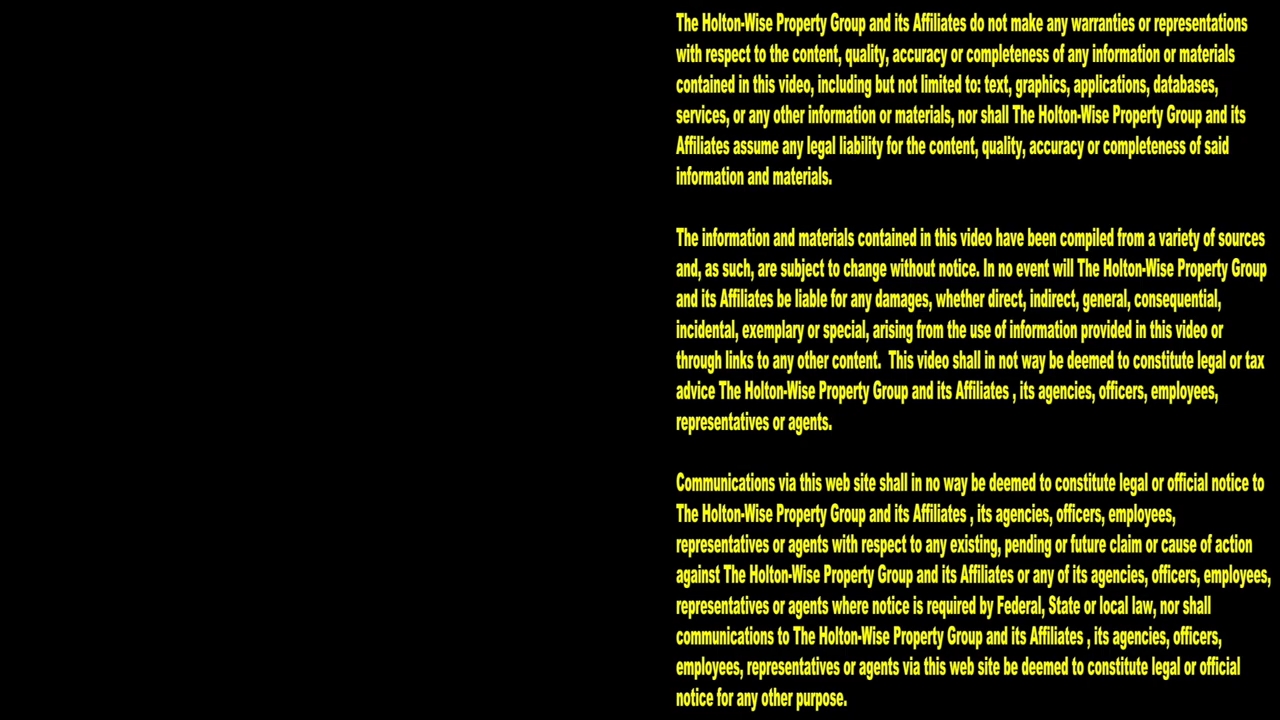 The Holton-Wise Property Group and its Affiliates do not make any warranties or representations
with respect to the content, quality, accuracy or completeness of any information or materials
contained in this video, including but not limited to: text, graphics, applications, databases,
services, or any other information or materials, nor shall The Holton-Wise Property Group and its
Affiliates assume any legal liability for the content, quality, accuracy or completeness of said
information and materials.
The information and materials contained in this video have been compiled from a variety of sources
and, as such, are subject to change without notice. In no event will The Holton-Wise Property Group
and its Affiliates be liable for any damages, whether direct, indirect, general, consequential,
incidental, exemplary or special, arising from the use of information provided in this video or
through links to any other content.  This video shall in not way be deemed to constitute legal or tax
advice The Holton-Wise Property Group and its Affiliates , its agencies, officers, employees,
representatives or agents.
Communications via this web site shall in no way be deemed to constitute legal or official notice to
The Holton-Wise Property Group and its Affiliates , its agencies, officers, employees,
representatives or agents with respect to any existing, pending or future claim or cause of action
against The Holton-Wise Property Group and its Affiliates or any of its agencies, officers, employees,
representatives or agents where notice is required by Federal, State or local law, nor shall
communications to The Holton-Wise Property Group and its Affiliates , its agencies, officers,
employees, representatives or agents via this web site be deemed to constitute legal or official
notice for any other purpose.